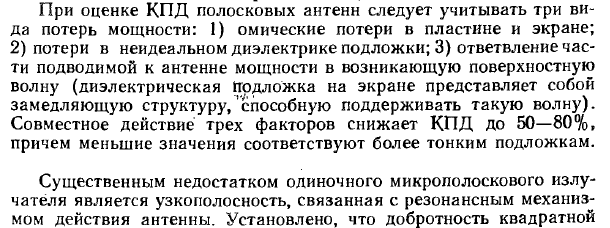 При оценке КПД полосковых антенн следует учитывать три ви-
да потерь мощности: 1) омические потери в пластине и экране;
2) потери в неидеальном диэлектрике подложки; 3) ответвление час-
ти подводимой к антенне мощности в возникающую поверхностную
волну (диэлектрическая подложка на экране представляет собой
замедляющую структуру, способную поддерживать такую волну).
Совместное действие трех факторов снижает КПД до 50—80%,
причем меньшие значения соответствуют более тонким подложкам.
Существенным недостатком одиночного микрополоскового излу-
чателя является узкополосность, связанная с резонансным механиз-
мом действия антенны. Установлено, что добротность квадратной